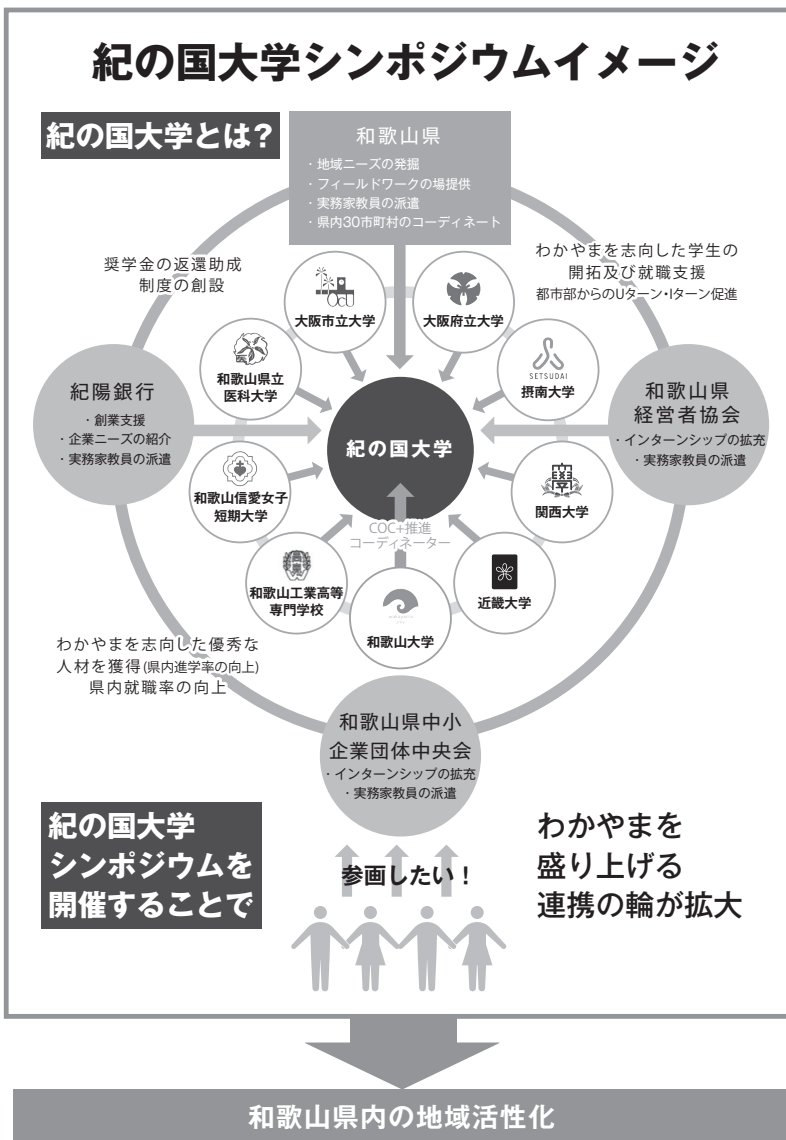 紀の国大学シンポジウムイメージ
紀の国大学とは?
和歌山県
・地域ニーズの発掘
・フィールドワークの場提供
・実務家教員の派遣
・県内30市町村のコーディネート
奨学金の返還助成
制度の創設
わかやまを志向した学生の
開拓及び就職支援
都市部からのUターン・Iターン促進
OCU
大阪市立大学
大阪府立大学
医
和歌山県立
医科大学
SETSUDAI
摂南大学
紀陽銀行
・創業支援
・企業ニーズの紹介
・実務家教員の派遣
紀の国大学
和歌山県
経営者協会
・インターンシップの拡充
・実務家教員の派遣
和歌山信愛女子
短期大学
関西大学
COC+推進
コーディネーター
和歌山工業高等
専門学校
近畿大学
和歌山大学
わかやまを志向した優秀な
人材を獲得(県内進学率の向上)
県内就職率の向上
和歌山県中小
企業団体中央会
・インターンシップの拡充
・実務家教員の派遣
紀の国大学
シンポジウムを
開催することで
参画したい!
わかやまを
盛り上げる
連携の輪が拡大
和歌山県内の地域活性化